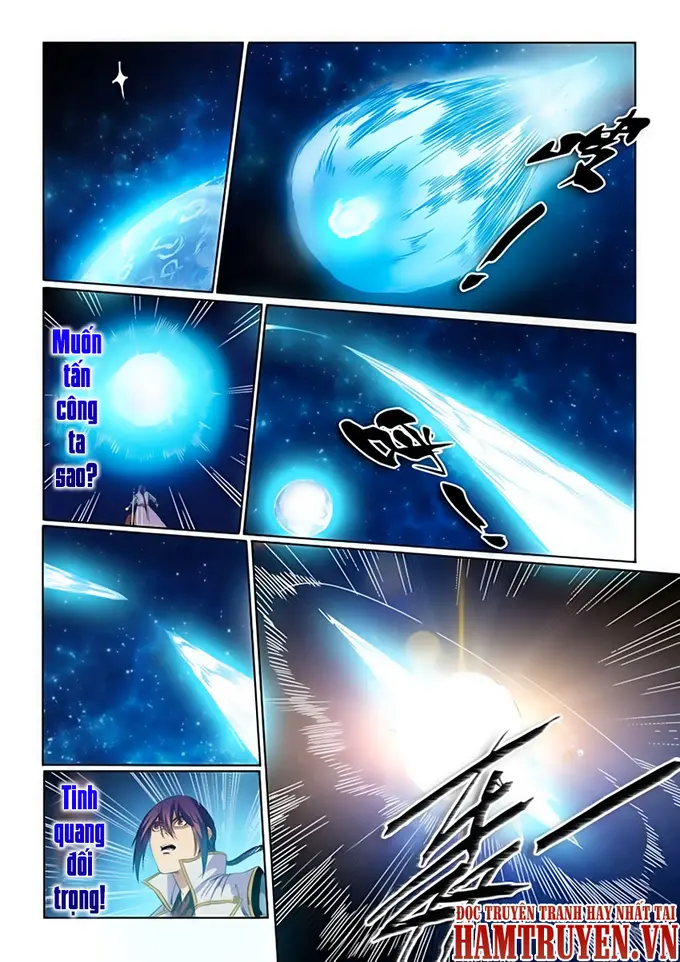 Muốn
tấn
công
ta
sao?
Tinh
quang
đối
trọng!
ĐỌC TRUYỆN TRANH HAY NHẤT TẠI
HAMTRUYEN.VN